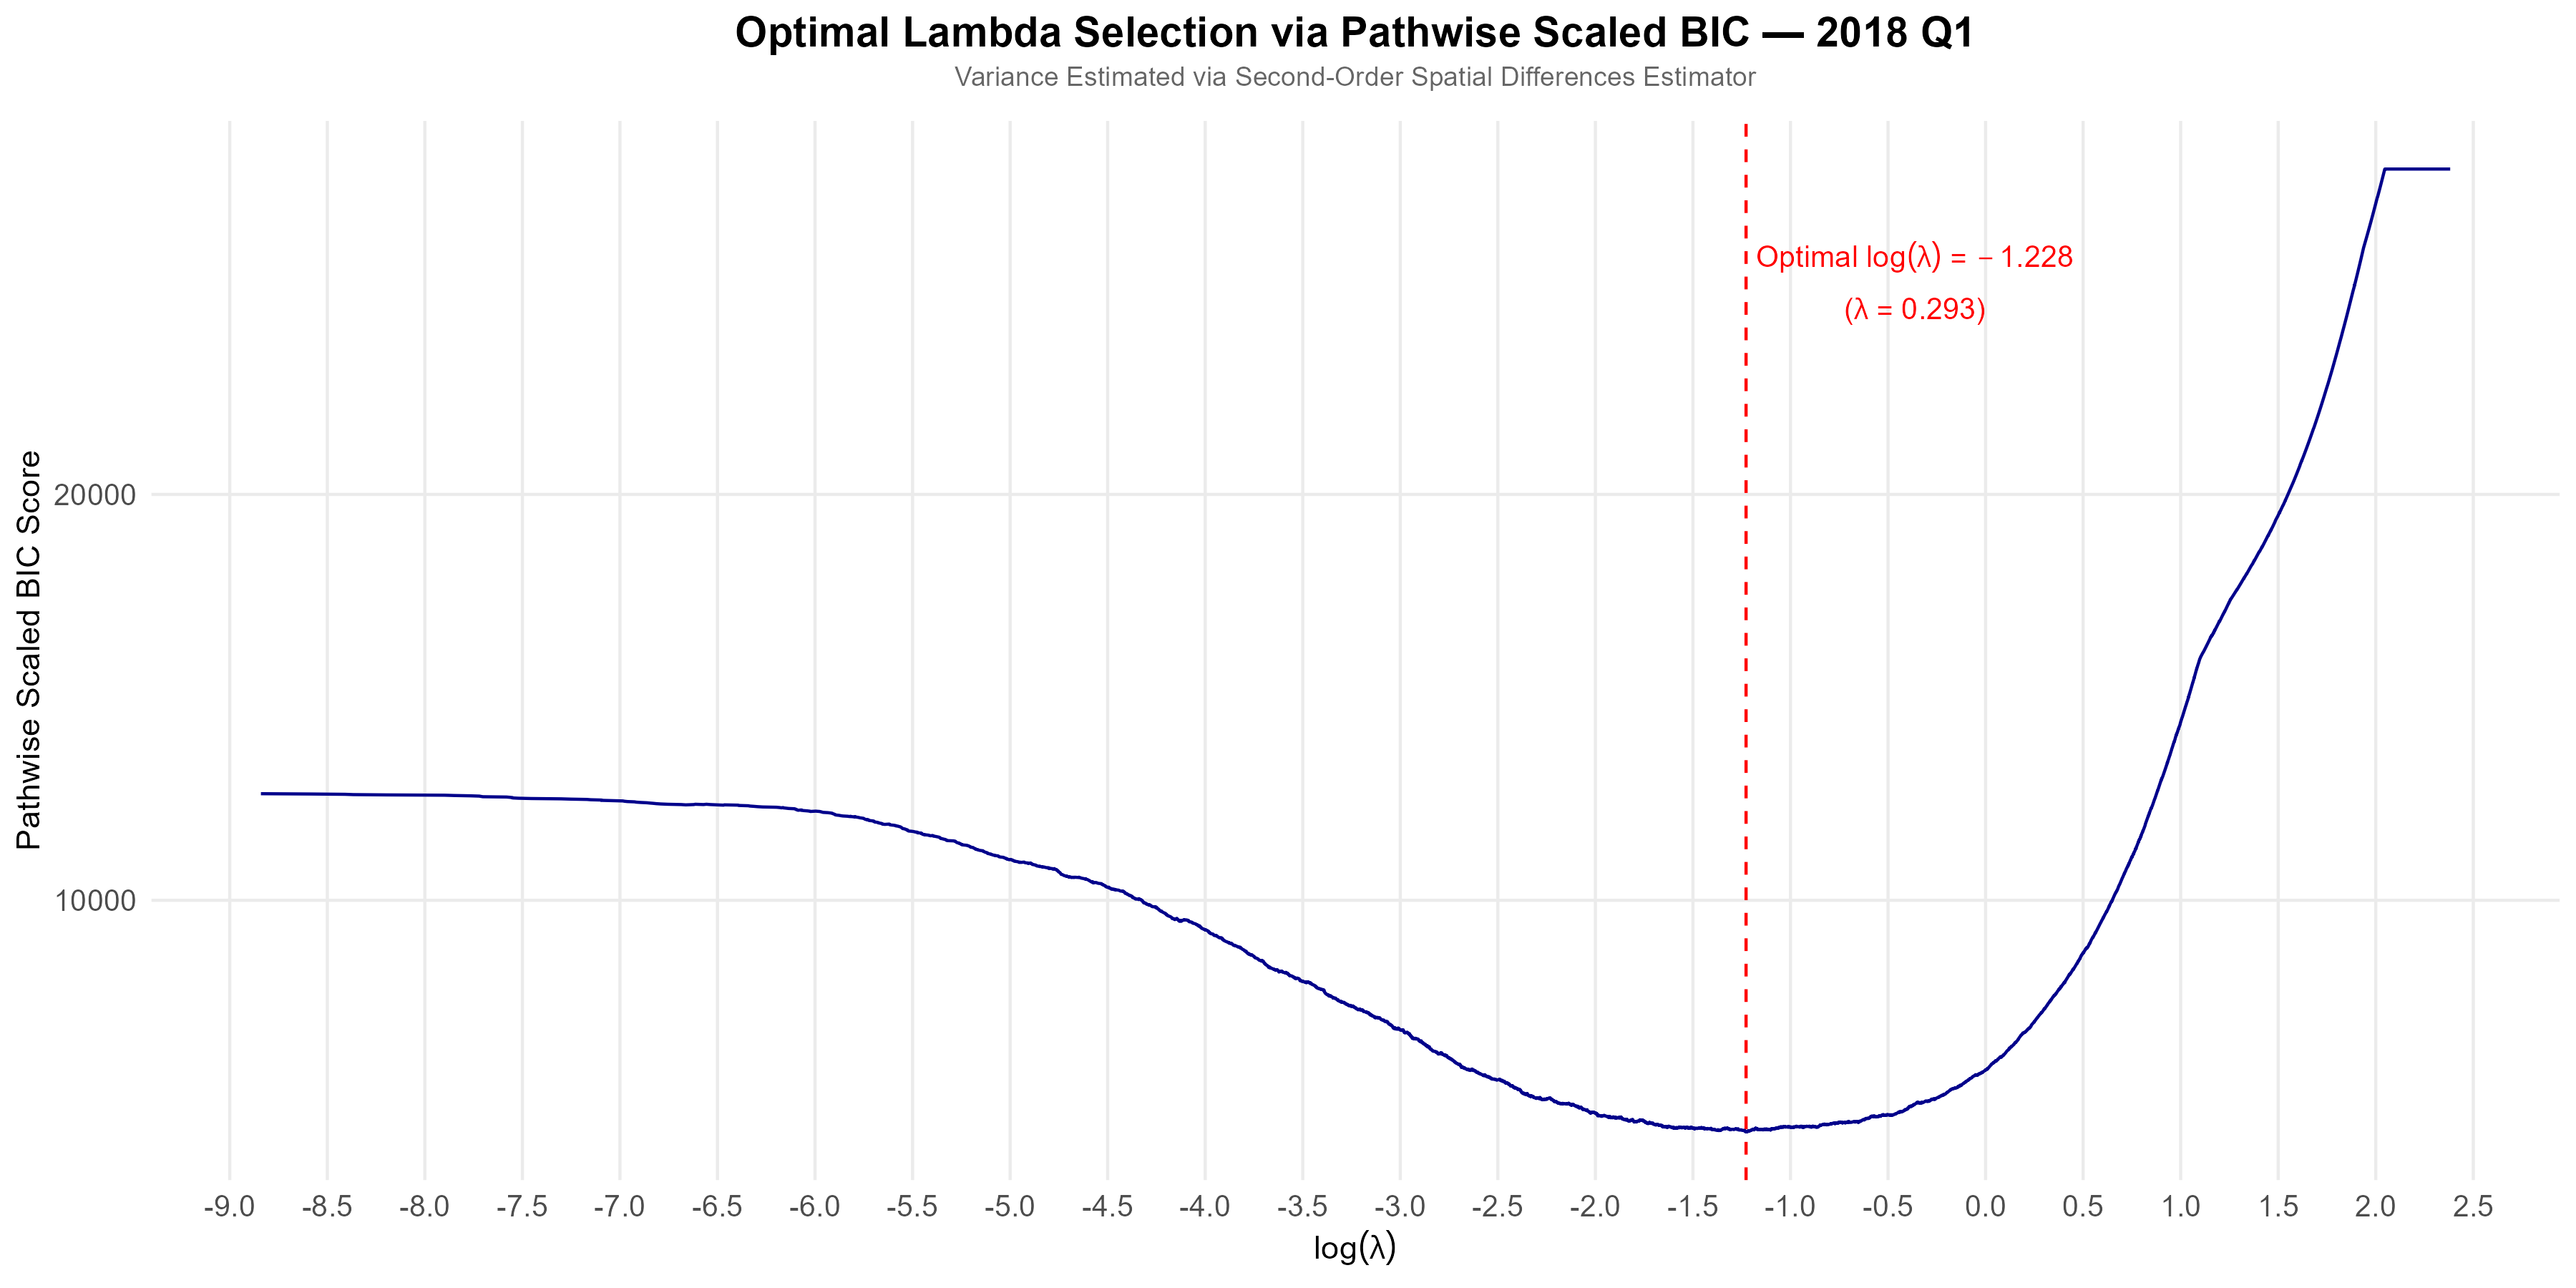 Optimal Lambda Selection via Pathwise Scaled BIC — 2018 Q1
Variance Estimated via Second-Order Spatial Differences Estimator
Optimal log(λ) = − 1.228
(λ = 0.293)
Pathwise Scaled BIC Score
20000
10000
-9.0 -8.5 -8.0 -7.5 -7.0 -6.5 -6.0 -5.5 -5.0 -4.5 -4.0 -3.5 -3.0 -2.5 -2.0 -1.5 -1.0 -0.5 0.0 0.5 1.0 1.5 2.0 2.5
log(λ)